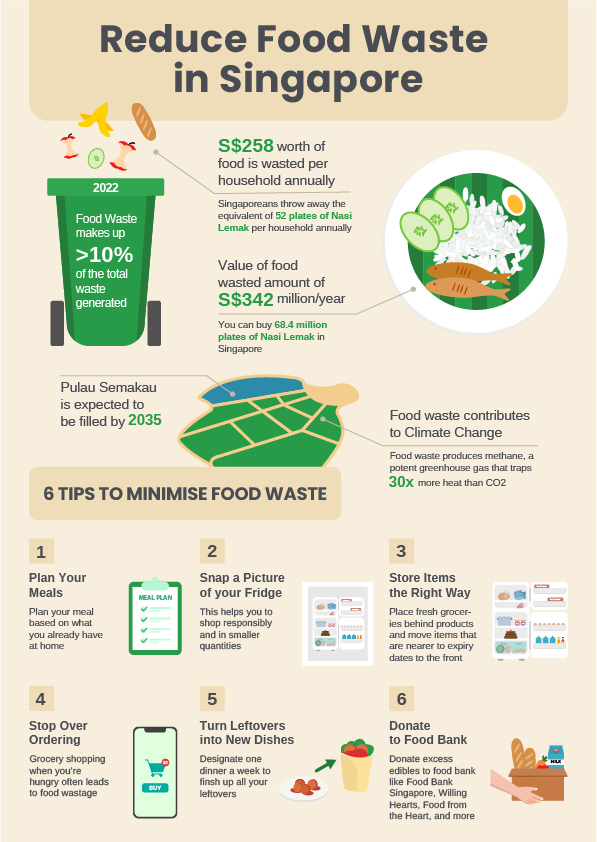 Reduce Food Waste
in Singapore
2022
Food Waste
makes up
>10%
of the total
waste
generated
S$258 worth of
food is wasted per
household annually
Singaporeans throw away the
equivalent of 52 plates of Nasi
Lemak per household annually
Value of food
wasted amount of
S$342 million/year
You can buy 68.4 million
plates of Nasi Lemak in
Singapore
Pulau Semakau
is expected to
be filled by 2035
Food waste contributes
to Climate Change
Food waste produces methane, a
potent greenhouse gas that traps
30x more heat than CO2
6 TIPS TO MINIMISE FOOD WASTE
1
Plan Your
Meals
Plan your meal
based on what
you already have
at home
MEAL PLAN
2
Snap a Picture
of your Fridge
This helps you to
shop responsibly
and in smaller
quantities
3
Store Items
the Right Way
Place fresh grocer-
ies behind products
and move items that
are nearer to expiry
dates to the front
4
Stop Over
Ordering
Grocery shopping
when you're
hungry often leads
to food wastage
BUY
5
Turn Leftovers
into New Dishes
Designate one
dinner a week to
finsh up all your
leftovers
6
Donate
to Food Bank
Donate excess
edibles to food bank
like Food Bank
Singapore, Willing
Hearts, Food from
the Heart, and more
MILK